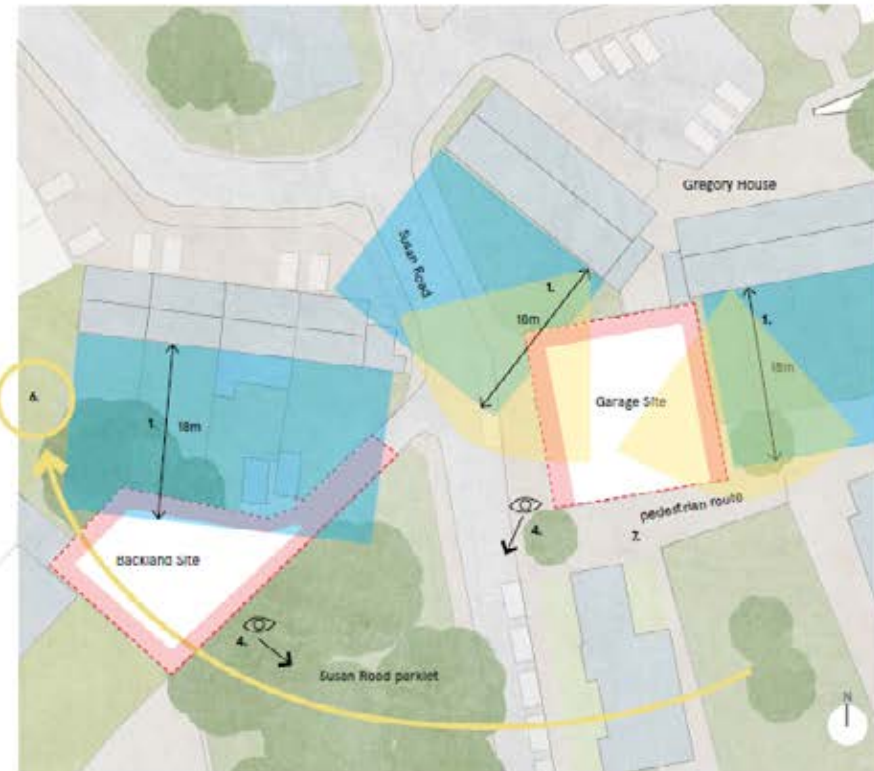 Gregory House
Susan Road
1.
18m
1.
18m
Garage Site
6.
1.
18m
4.
pedestrian route
7.
Backland Site
4.
Susan Road parklet
N